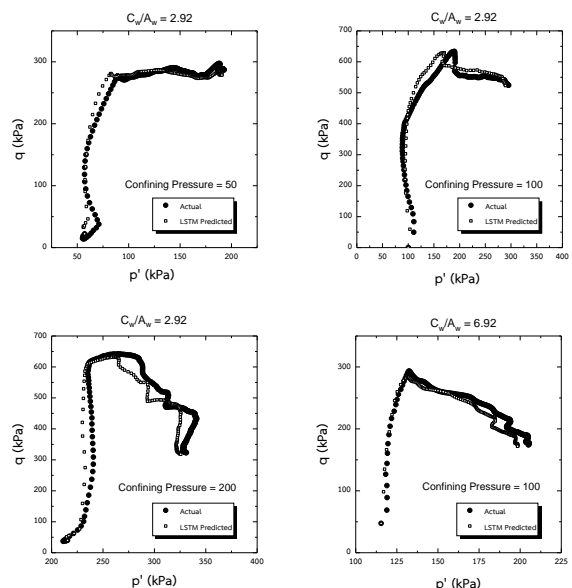 C_w/A_w = 2.92
400
300
200
100
0
q (kPa)
Confining Pressure = 50
Actual
LSTM Predicted
50 100 150 200
p' (kPa)
C_w/A_w = 2.92
700
600
500
400
300
200
100
0
q (kPa)
Confining Pressure = 100
Actual
LSTM Predicted
0 50 100 150 200 250 300 350 400
p' (kPa)
C_w/A_w = 2.92
700
600
500
400
300
200
100
0
q (kPa)
Confining Pressure = 200
Actual
LSTM Predicted
200 250 300 350 400
p' (kPa)
C_w/A_w = 6.92
300
200
100
0
q (kPa)
Confining Pressure = 100
Actual
LSTM Predicted
100 125 150 175 200 225
p' (kPa)